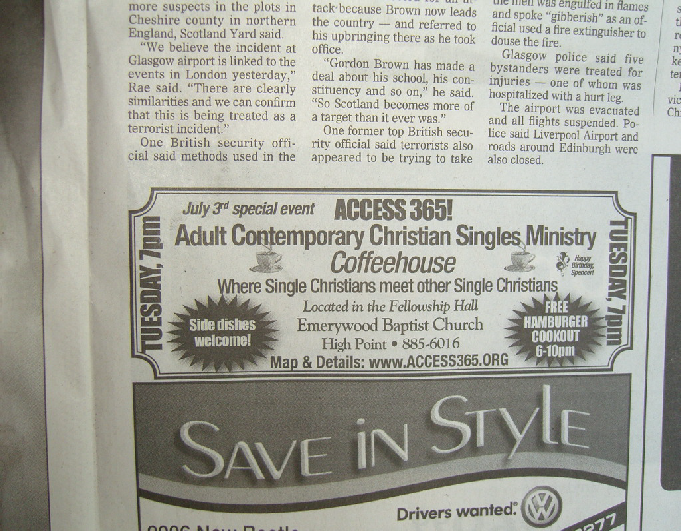 more suspects in the plots in
Cheshire county in northern
England, Scotland Yard said.
"We believe the incident at
Glasgow airport is linked to the
events in London yesterday,"
Rae said. "There are clearly
similarities and we can confirm
that this is being treated as a
terrorist incident."
One British security offi-
cial said methods used in the
tack because Brown now leads
the country — and referred to
his upbringing there as he took
office.
"Gordon Brown has made a
deal about his school, his con-
stituency and so on," he said.
"So Scotland becomes more of
a target than it ever was."
One former top British secu-
rity official said terrorists also
appeared to be trying to take
the men was engulfed in flames
and spoke "gibberish" as an of-
ficial used a fire extinguisher to
douse the fire.
Glasgow police said five
bystanders were treated for
injuries — one of whom was
hospitalized with a hurt leg.
The airport was evacuated
and all flights suspended. Po-
lice said Liverpool Airport and
roads around Edinburgh were
also closed.
TUESDAY, 7pm
July 3rd special event ACCESS 365!
Adult Contemporary Christian Singles Ministry
Coffeehouse
Happy
Birthday,
Spencer!
Where Single Christians meet other Single Christians
Located in the Fellowship Hall
Emerywood Baptist Church
High Point • 885-6016
Map & Details: www.ACCESS365.ORG
Side dishes
welcome!
FREE
HAMBURGER
COOKOUT
6-10pm
TUESDAY, 7pm
SAVE IN STYLE
Drivers wanted.
VW
2006 New Beetle